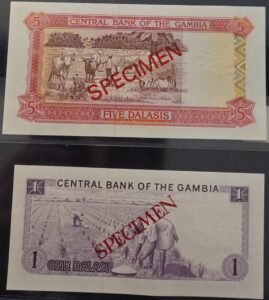 CENTRAL BANK OF THE GAMBIA
5
5
SPECIMEN
5
5
FIVE DALASIS
1
CENTRAL BANK OF THE GAMBIA
1
SPECIMEN
1
ONE DALASI
1